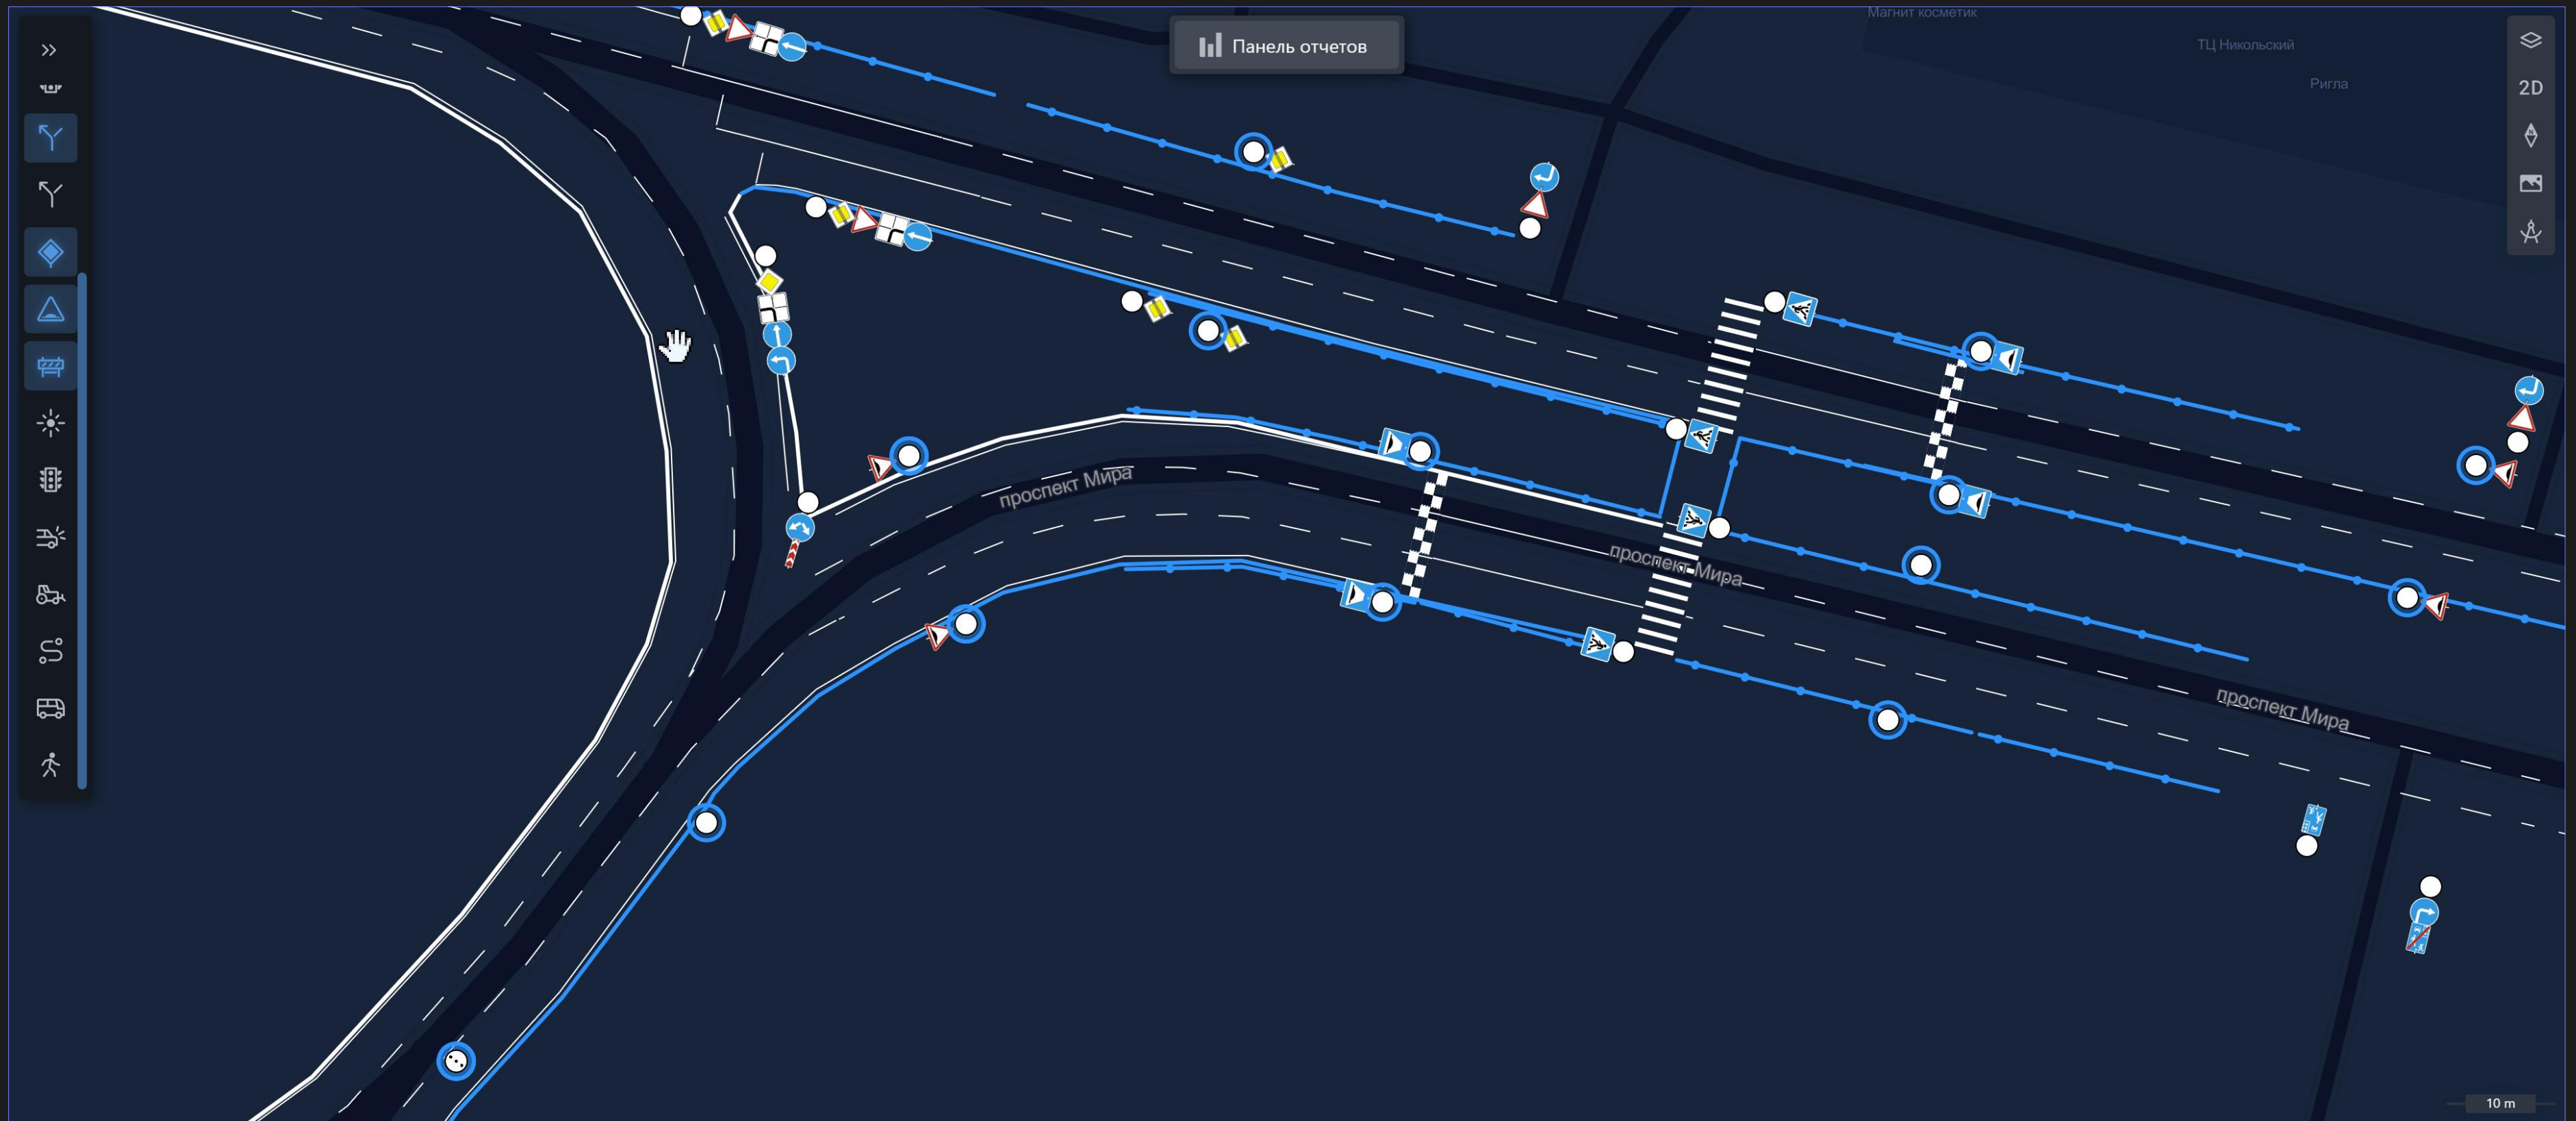 Магнит косметик
Панель отчетов
ТЦ Никольский
Ригла
2D
проспект Мира
проспект Мира
проспект Мира
10 m